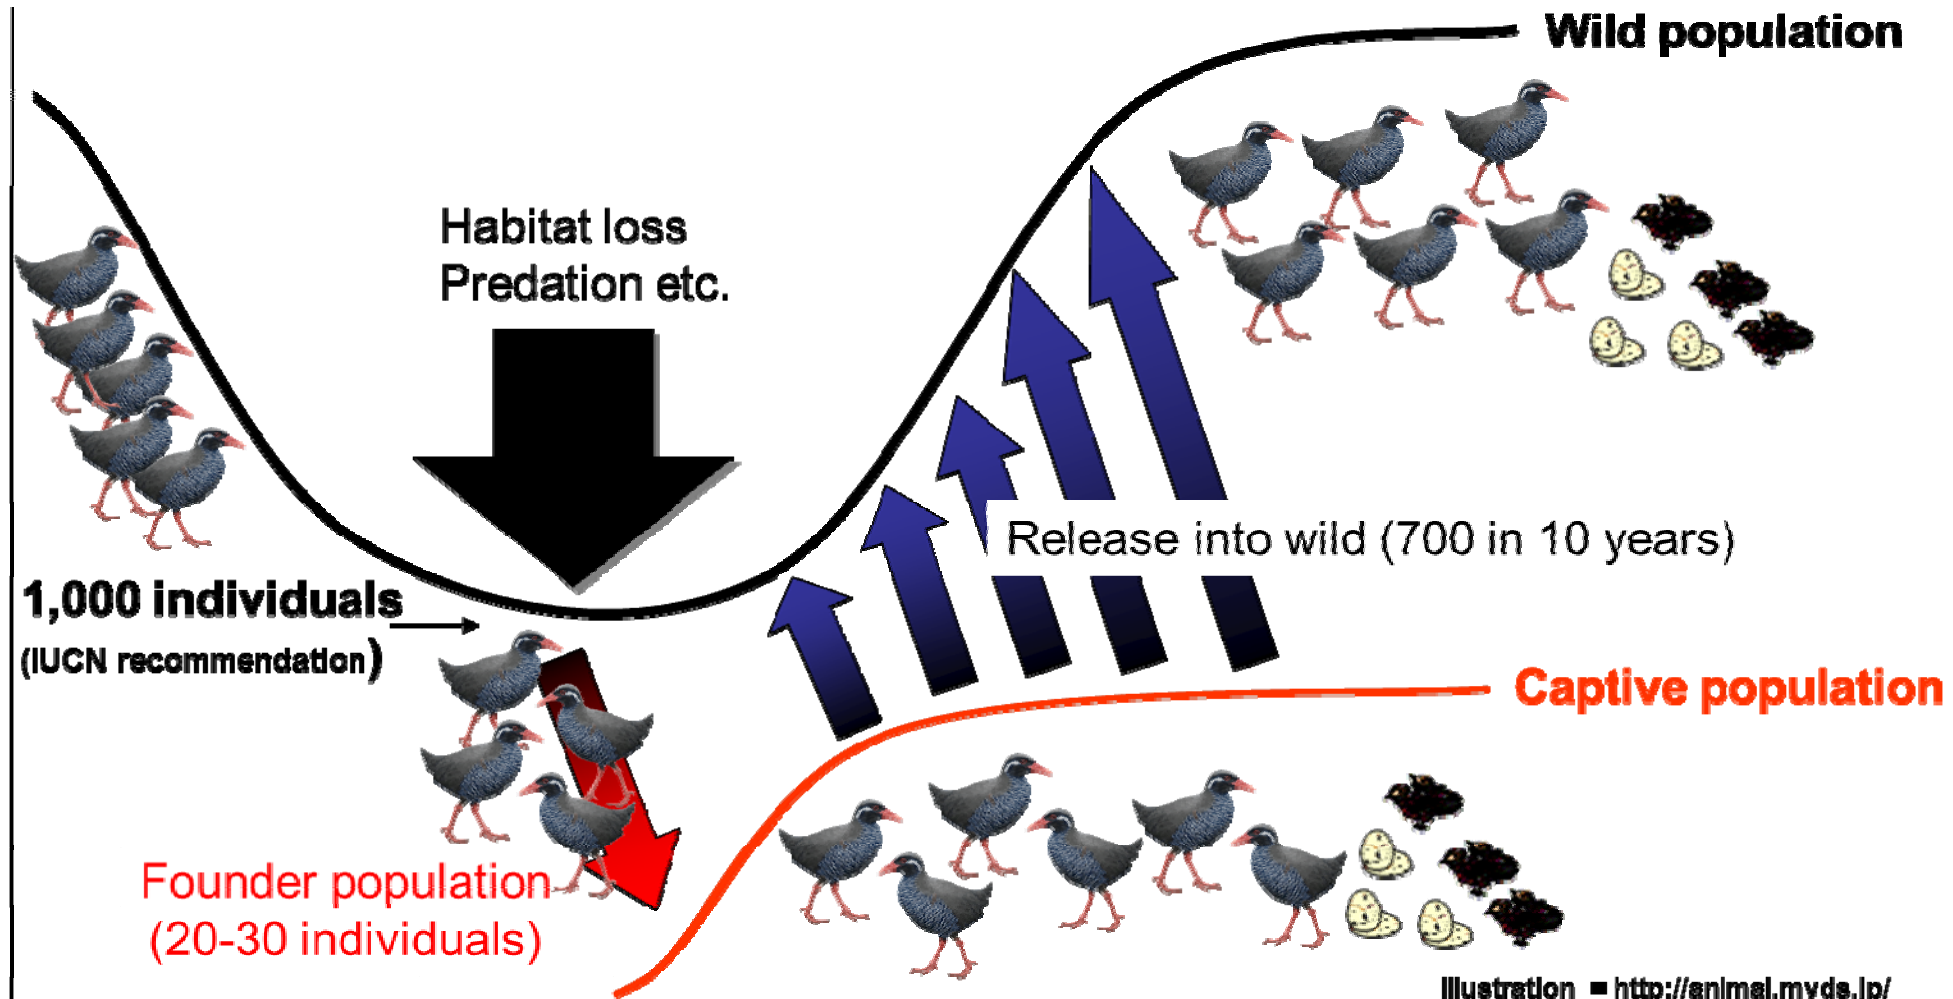 Wild population
Habitat loss
Predation etc.
Release into wild (700 in 10 years)
1,000 individuals
(IUCN recommendation)
Captive population
Founder population
(20-30 individuals)
Illustration = http://animal.myds.jp/